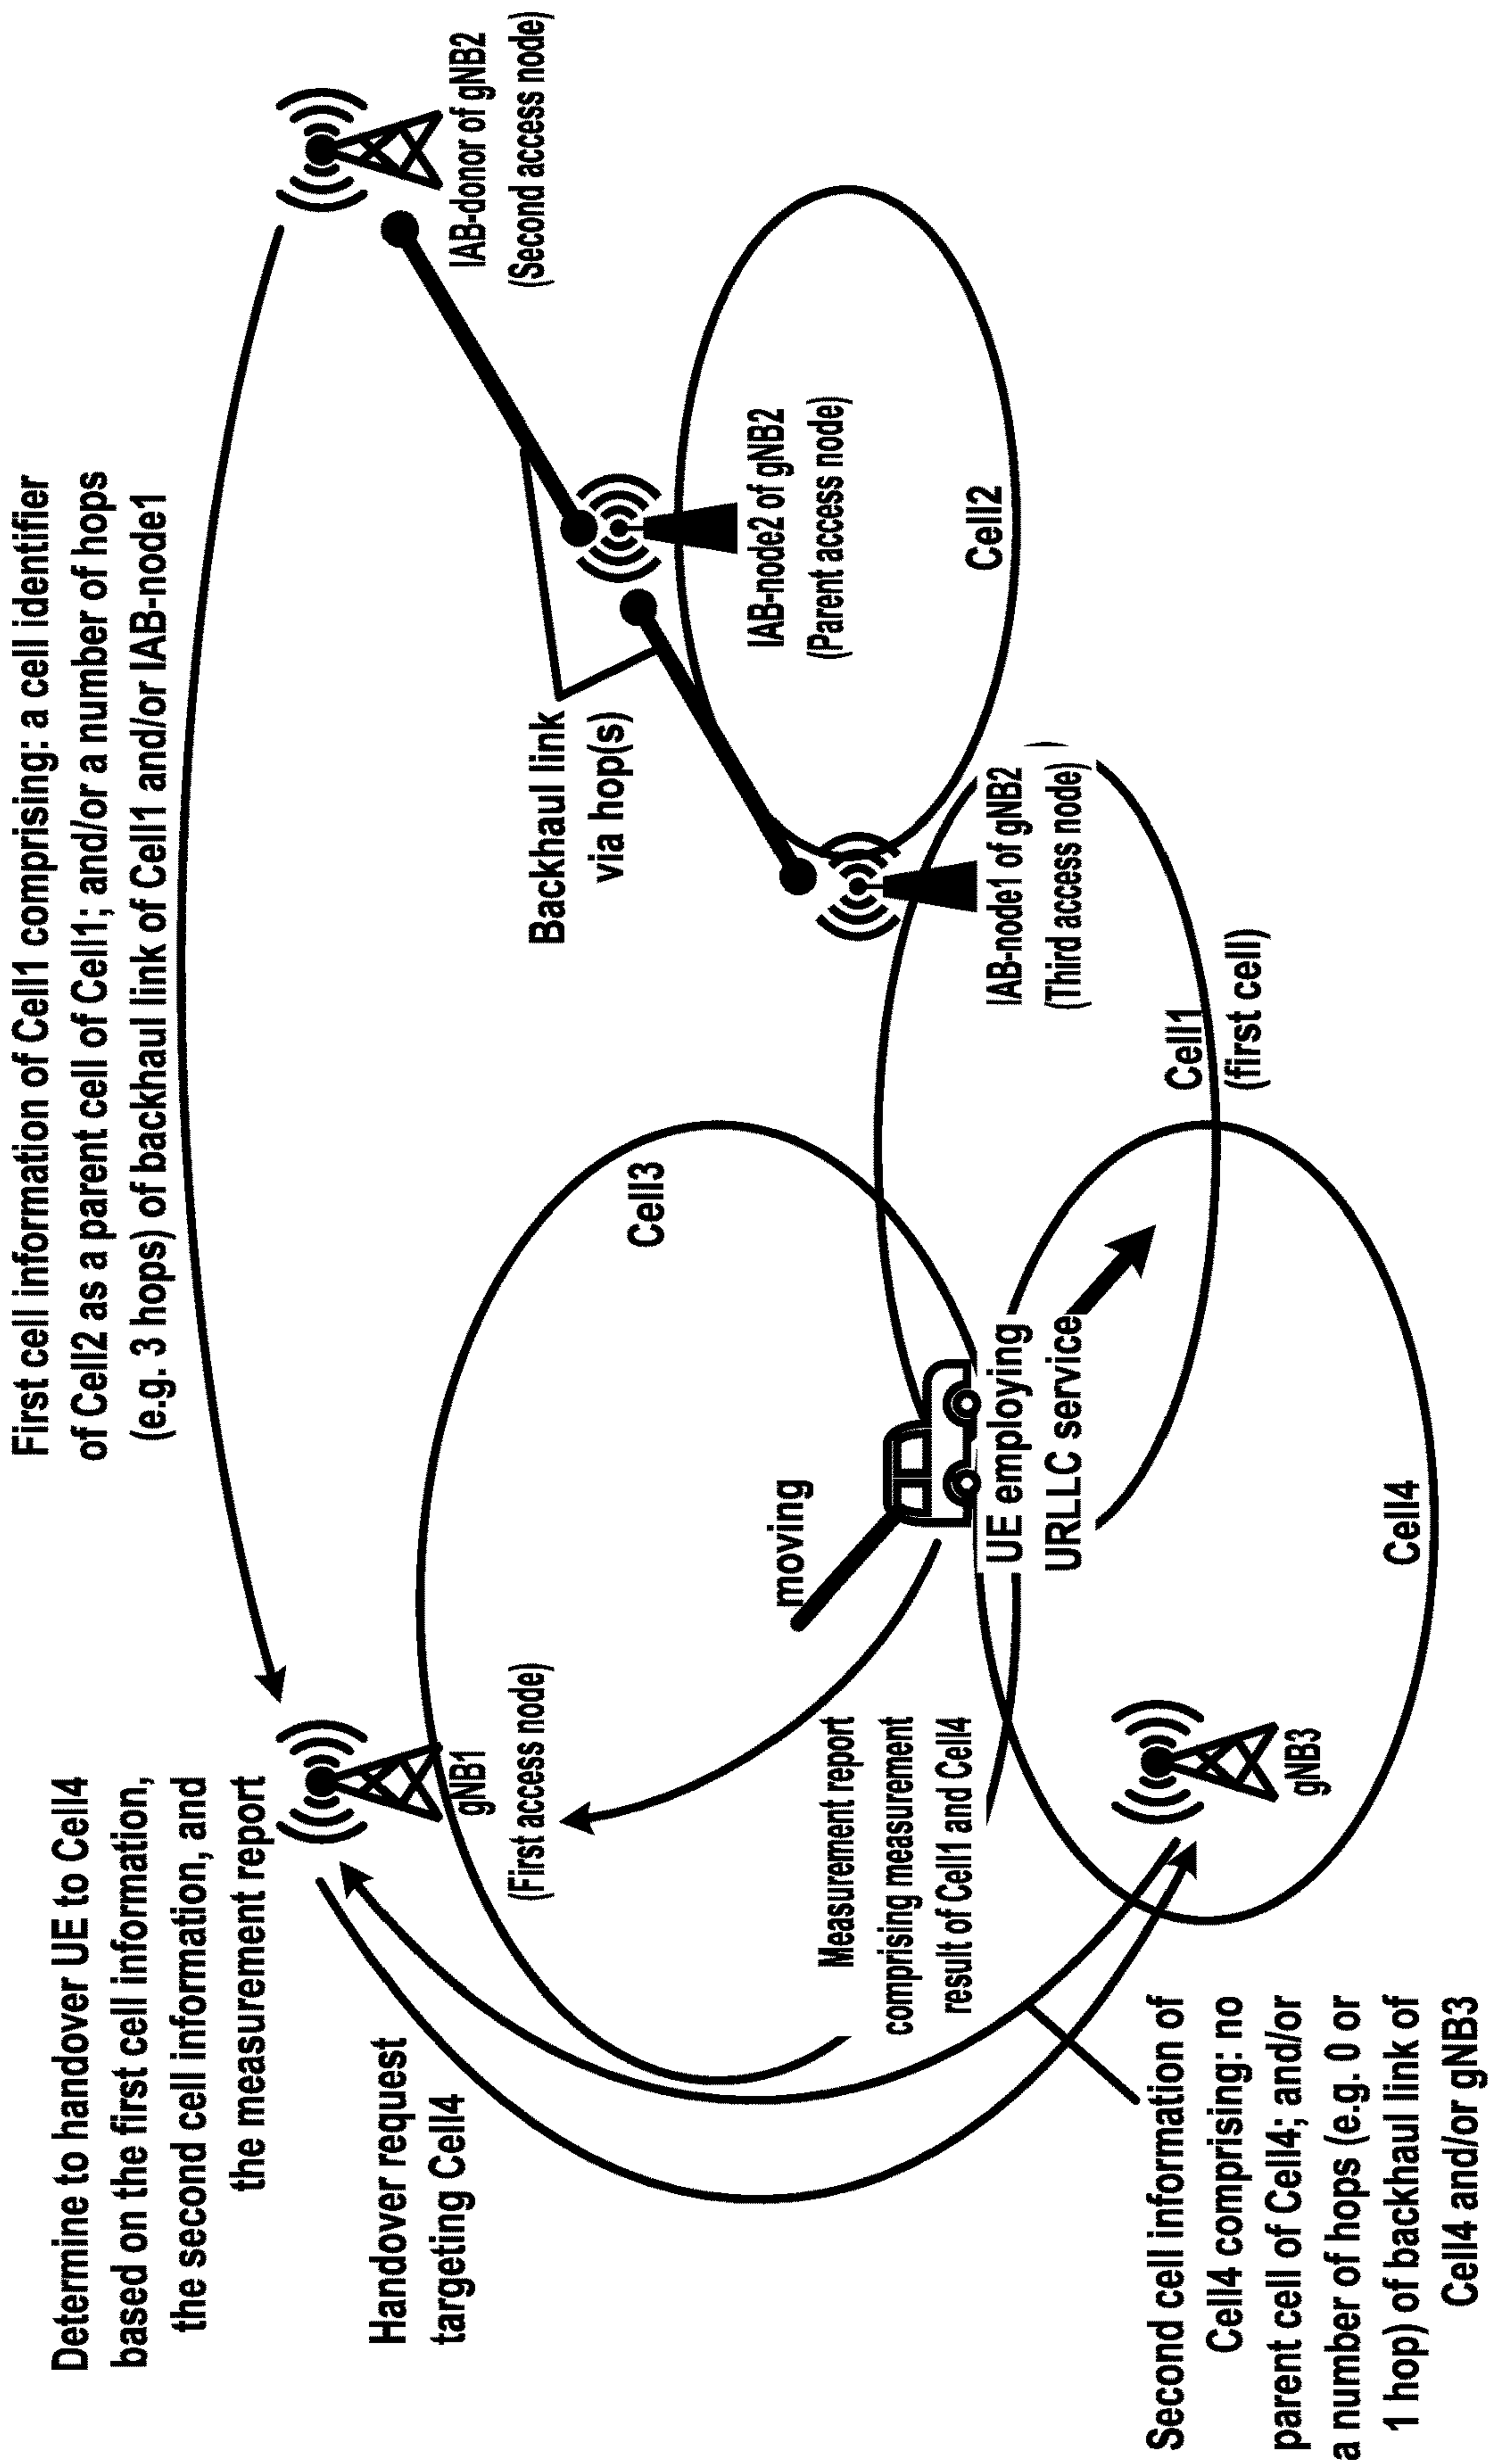 Determine to handover UE to Cell4
based on the first cell information,
the second cell information, and
the measurement report
First cell information of Cell1 comprising: a cell identifier
of Cell2 as a parent cell of Cell1; and/or a number of hops
(e.g. 3 hops) of backhaul link of Cell1 and/or IAB-node1
Handover request
targeting Cell4
gNB1
(First access node)
IAB-donor of gNB2
(Second access node)
Backhaul link
via hop(s)
Cell3
IAB-node2 of gNB2
(Parent access node)
Cell2
moving
Measurement report
comprising measurement
result of Cell1 and Cell4
UE employing
URLLC service
IAB-node1 of gNB2
(Third access node)
Cell1
(first cell)
gNB3
Cell4
Second cell information of
Cell4 comprising: no
parent cell of Cell4; and/or
a number of hops (e.g. 0 or
1 hop) of backhaul link of
Cell4 and/or gNB3